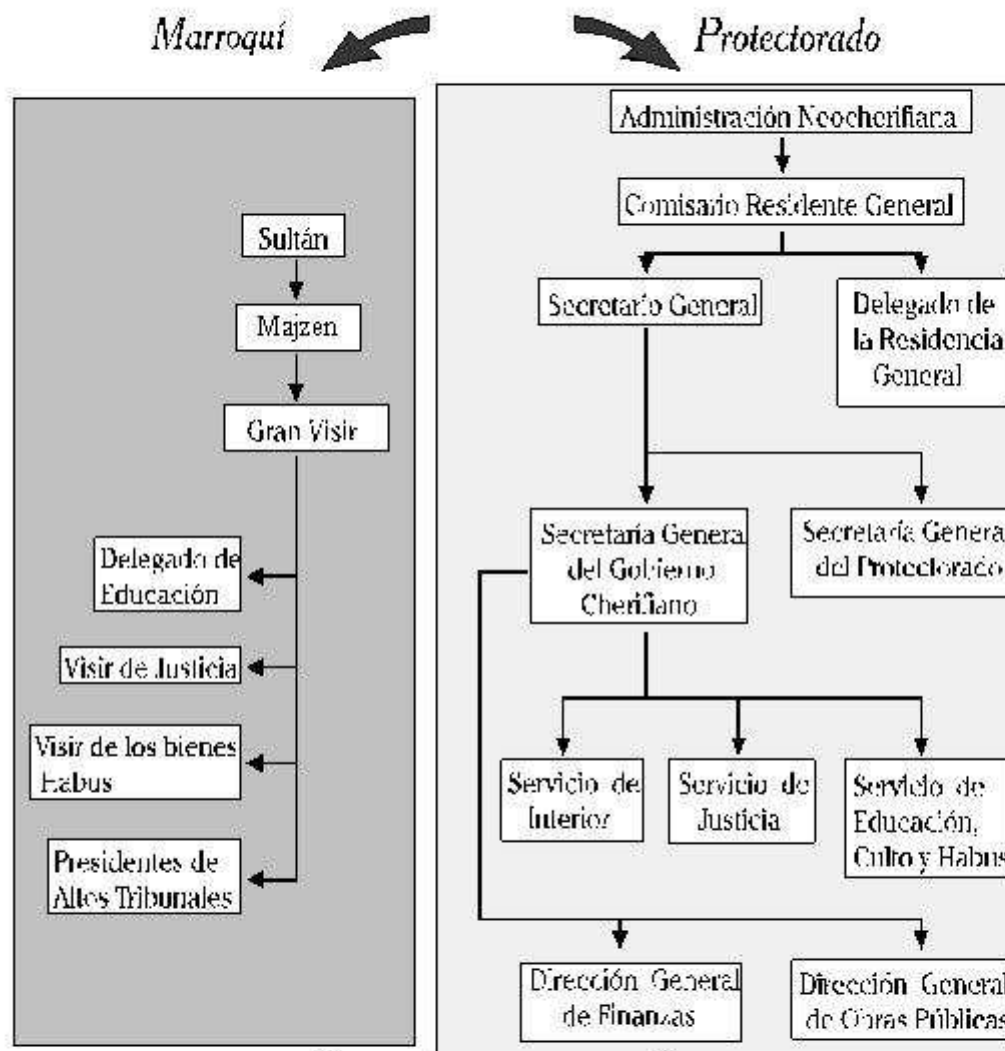 Marroquí
Protectorado
Sultán
Majzen
Gran Visir
Delegado de
Educación
Visir de Justicia
Visir de los bienes
Habus
Presidentes de
Altos Tribunales
Administración Neocherifiana
Comisario Residente General
Secretario General
Delegado de
la Residencia
General
Secretaría General
del Gobierno
Cherifiano
Secretaría General
del Protectorado
Servicio de
Interior
Servicio de
Justicia
Servicio de
Educación,
Culto y Habus
Dirección General
de Finanzas
Dirección General
de Obras Públicas